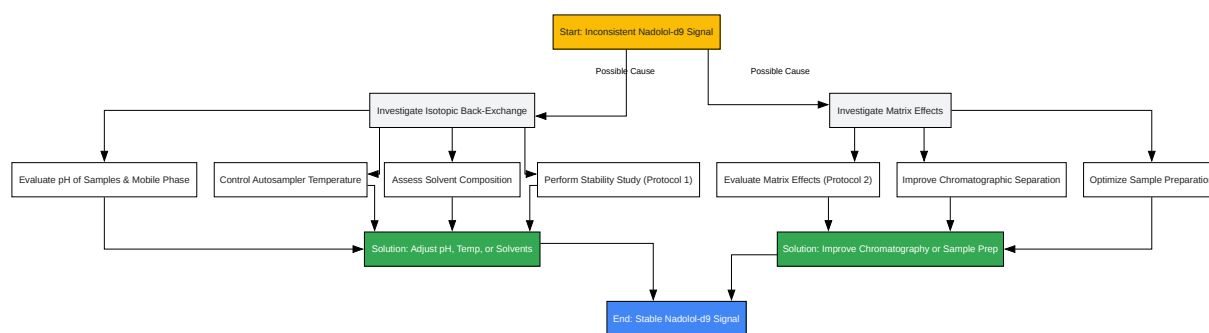 Start: Inconsistent Nadolol-d9 Signal
Possible Cause
Possible Cause
Investigate Isotopic Back-Exchange
Investigate Matrix Effects
Evaluate pH of Samples & Mobile Phase
Control Autosampler Temperature
Assess Solvent Composition
Perform Stability Study (Protocol 1)
Evaluate Matrix Effects (Protocol 2)
Improve Chromatographic Separation
Optimize Sample Preparation
Solution: Adjust pH, Temp, or Solvents
Solution: Improve Chromatography or Sample Prep
End: Stable Nadolol-d9 Signal